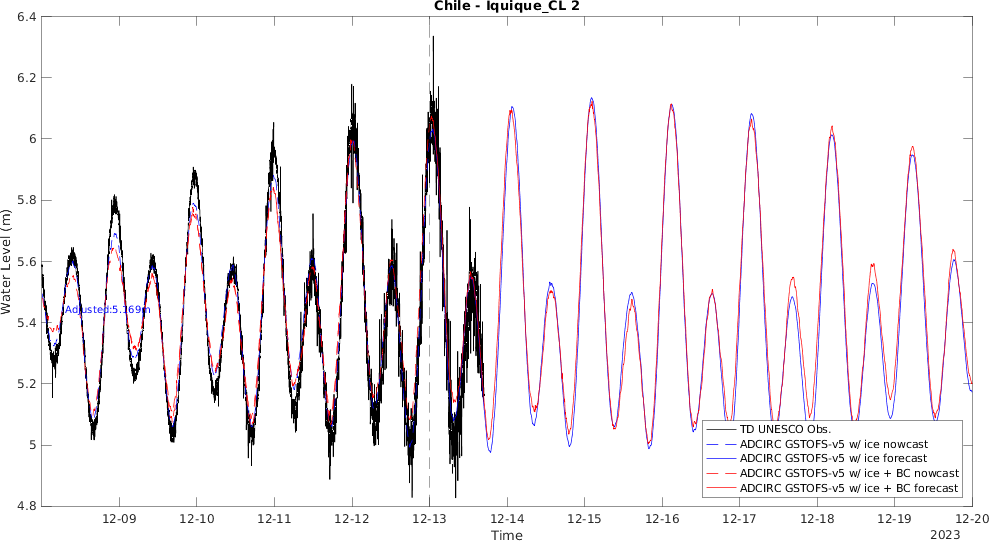 Chile - Iquique_CL 2
6.4
6.2
6
5.8
5.6
5.4
5.2
5
4.8
Water Level (m)
Adjusted:5.169m
TD UNESCO Obs.
ADCIRC GSTOFS-v5 w/ ice nowcast
ADCIRC GSTOFS-v5 w/ ice forecast
ADCIRC GSTOFS-v5 w/ ice + BC nowcast
ADCIRC GSTOFS-v5 w/ ice + BC forecast
12-09 12-10 12-11 12-12 12-13 12-14 12-15 12-16 12-17 12-18 12-19 12-20
Time
2023